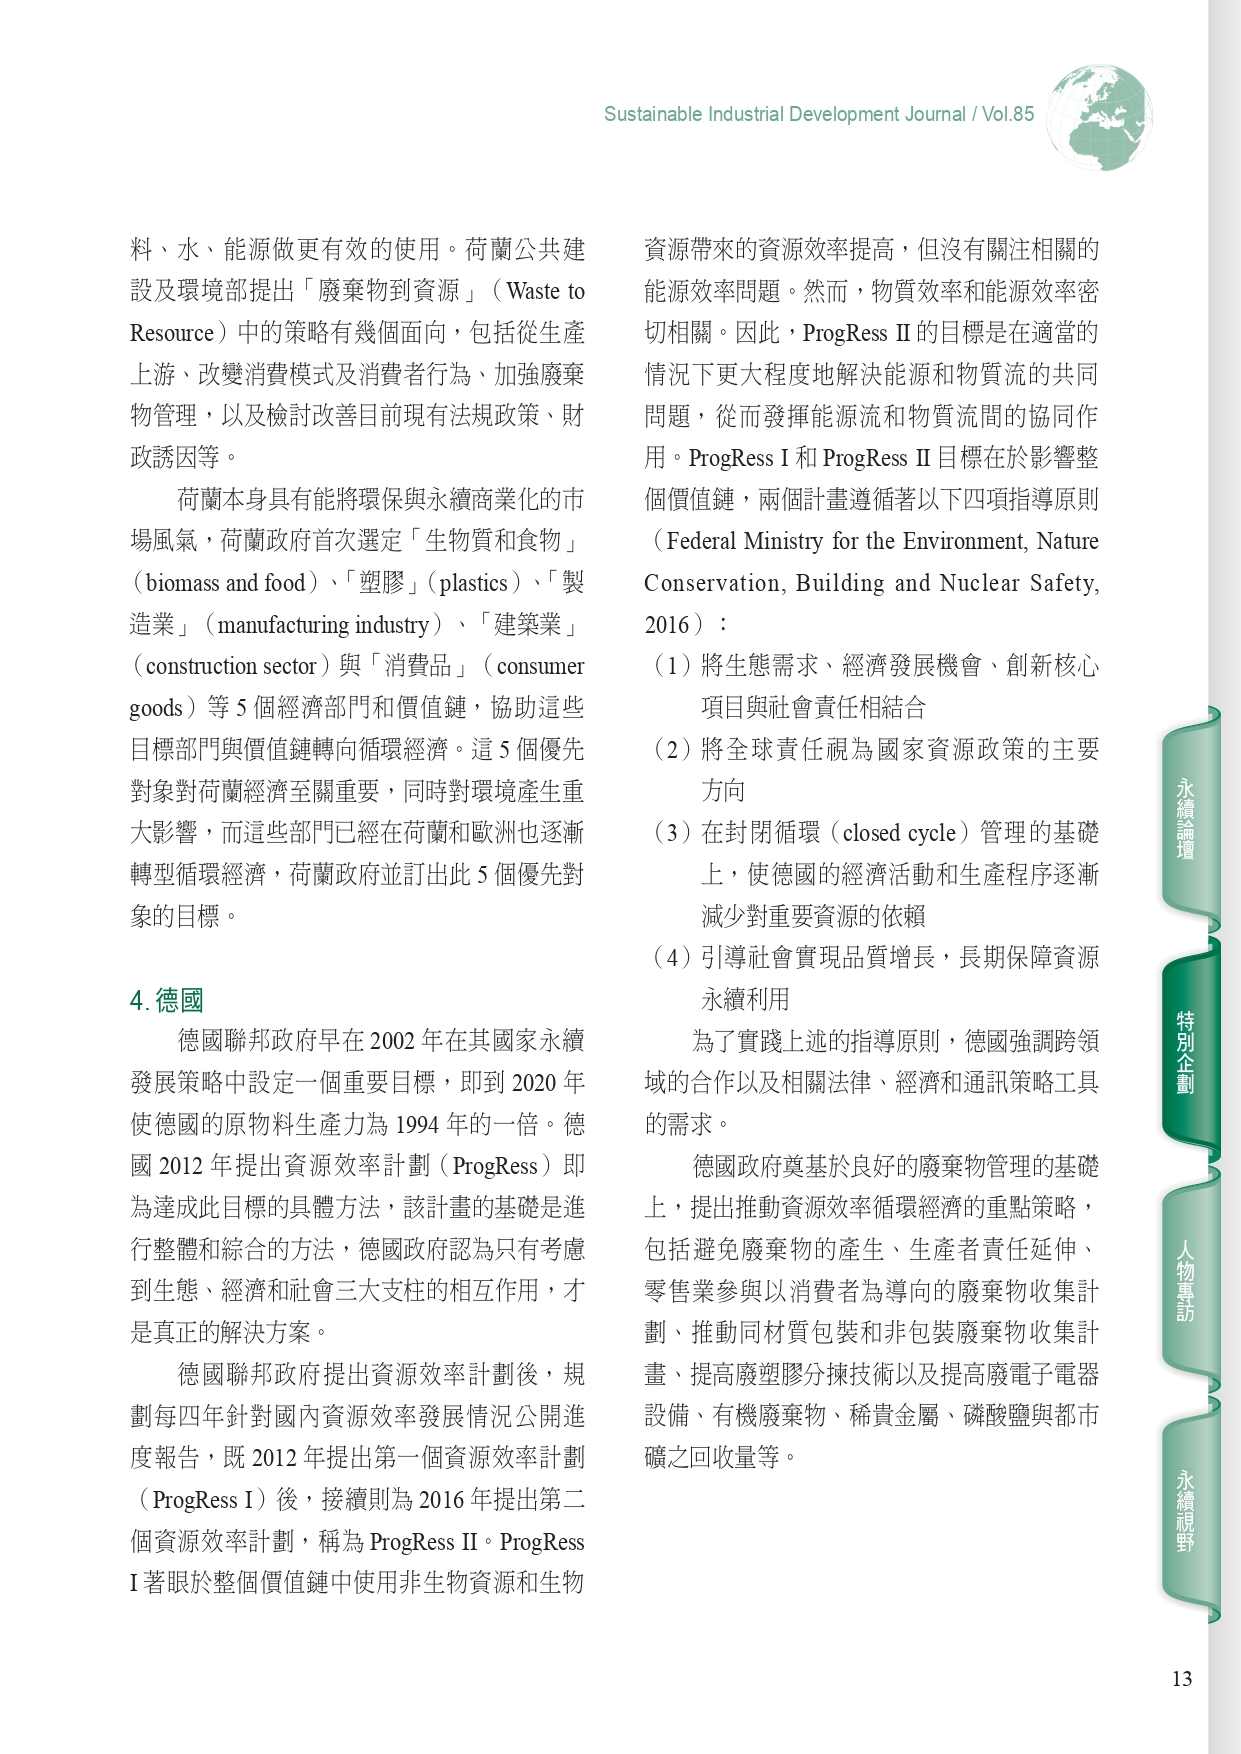 Sustainable Industrial Development Journal / Vol.85
料、水、能源做更有效的使用。荷蘭公共建
設及環境部提出「廢棄物到資源」（Waste to
Resource）中的策略有幾個面向，包括從生產
上游、改變消費模式及消費者行為、加強廢棄
物管理，以及檢討改善目前現有法規政策、財
政誘因等。
荷蘭本身具有能將環保與永續商業化的市
場風氣，荷蘭政府首次選定「生物質和食物」
（biomass and food）、「塑膠」（plastics）、「製
造業」（manufacturing industry）、「建築業」
（construction sector）與「消費品」（consumer
goods）等 5 個經濟部門和價值鏈，協助這些
目標部門與價值鏈轉向循環經濟。這 5 個優先
對象對荷蘭經濟至關重要，同時對環境產生重
大影響，而這些部門已經在荷蘭和歐洲也逐漸
轉型循環經濟，荷蘭政府並訂出此 5 個優先對
象的目標。
4. 德國
德國聯邦政府早在 2002 年在其國家永續
發展策略中設定一個重要目標，即到 2020 年
使德國的原物料生產力為 1994 年的一倍。德
國 2012 年提出資源效率計劃（ProgRess）即
為達成此目標的具體方法，該計畫的基礎是進
行整體和綜合的方法，德國政府認為只有考慮
到生態、經濟和社會三大支柱的相互作用，才
是真正的解決方案。
德國聯邦政府提出資源效率計劃後，規
劃每四年針對國內資源效率發展情況公開進
度報告，既 2012 年提出第一個資源效率計劃
（ProgRess I）後，接續則為 2016 年提出第二
個資源效率計劃，稱為 ProgRess II。ProgRess
I 著眼於整個價值鏈中使用非生物資源和生物
資源帶來的資源效率提高，但沒有關注相關的
能源效率問題。然而，物質效率和能源效率密
切相關。因此，ProgRess II 的目標是在適當的
情況下更大程度地解決能源和物質流的共同
問題，從而發揮能源流和物質流間的協同作
用。ProgRess I 和 ProgRess II 目標在於影響整
個價值鏈，兩個計畫遵循著以下四項指導原則
（Federal Ministry for the Environment, Nature
Conservation, Building and Nuclear Safety,
2016）：
（1）將生態需求、經濟發展機會、創新核心
項目與社會責任相結合
（2）將全球責任視為國家資源政策的主要
方向
（3）在封閉循環（closed cycle）管理的基礎
上，使德國的經濟活動和生產程序逐漸
減少對重要資源的依賴
（4）引導社會實現品質增長，長期保障資源
永續利用
為了實踐上述的指導原則，德國強調跨領
域的合作以及相關法律、經濟和通訊策略工具
的需求。
德國政府奠基於良好的廢棄物管理的基礎
上，提出推動資源效率循環經濟的重點策略，
包括避免廢棄物的產生、生產者責任延伸、
零售業參與以消費者為導向的廢棄物收集計
劃、推動同材質包裝和非包裝廢棄物收集計
畫、提高廢塑膠分揀技術以及提高廢電子電器
設備、有機廢棄物、稀貴金屬、磷酸鹽與都市
礦之回收量等。
永續論壇
特別企劃
人物專訪
永續視野
13